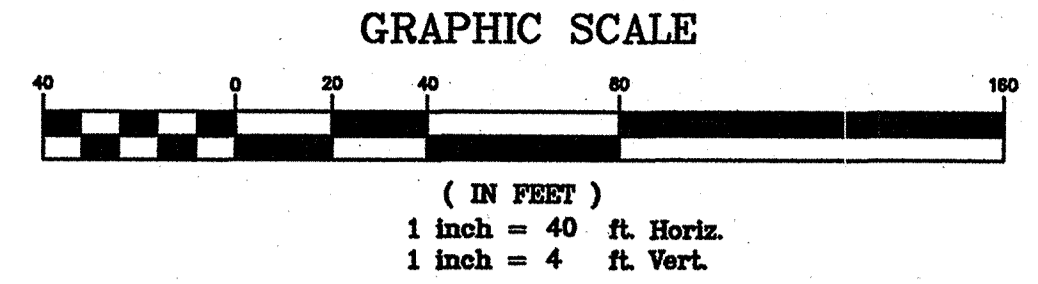 GRAPHIC SCALE
40 0 20 40 80 160
( IN FEET )
1 inch = 40 ft. Horiz.
1 inch = 4 ft. Vert.